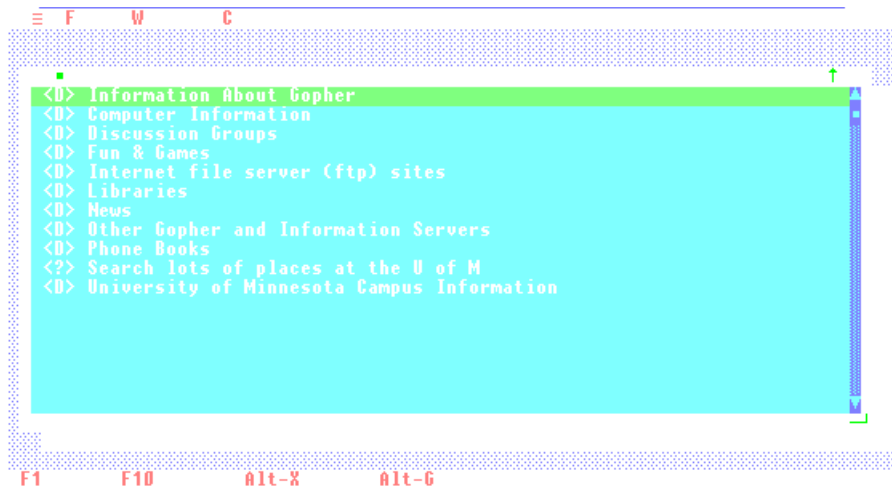 ≡ F W C
<D> Information About Gopher
<D> Computer Information
<D> Discussion Groups
<D> Fun & Games
<D> Internet file server (ftp) sites
<D> Libraries
<D> News
<D> Other Gopher and Information Servers
<D> Phone Books
<?> Search lots of places at the U of M
<D> University of Minnesota Campus Information
F1 F10 Alt-X Alt-G